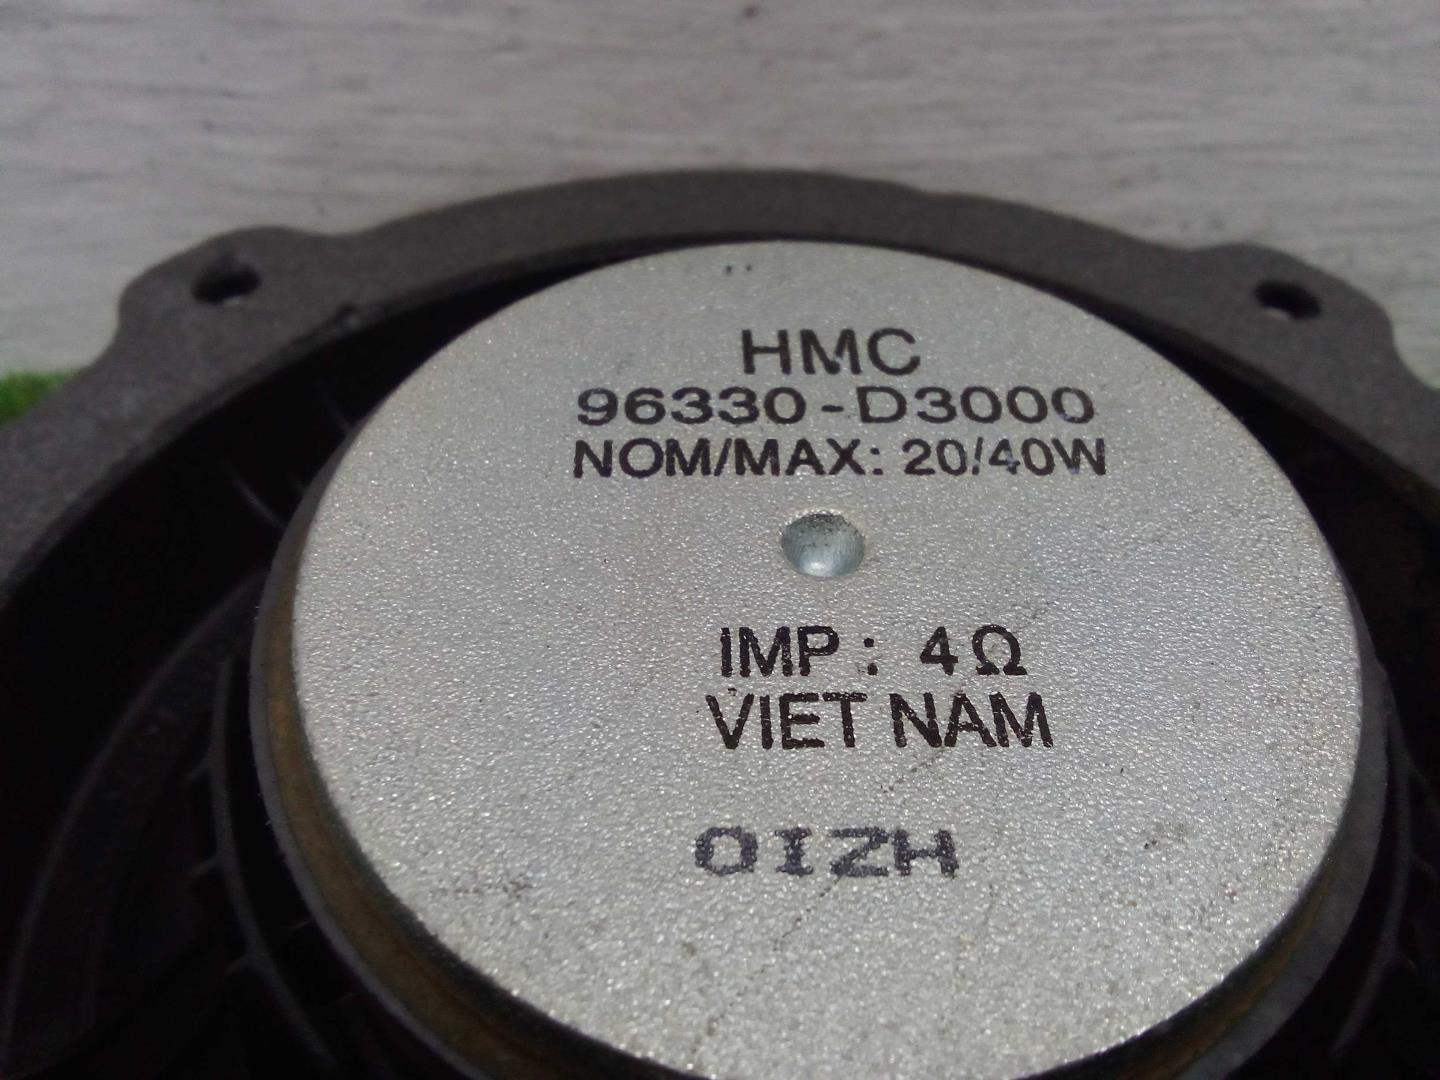 HMC
96330-D3000
NOM/MAX: 20/40W
IMP: 4Ω
VIET NAM
OIZH